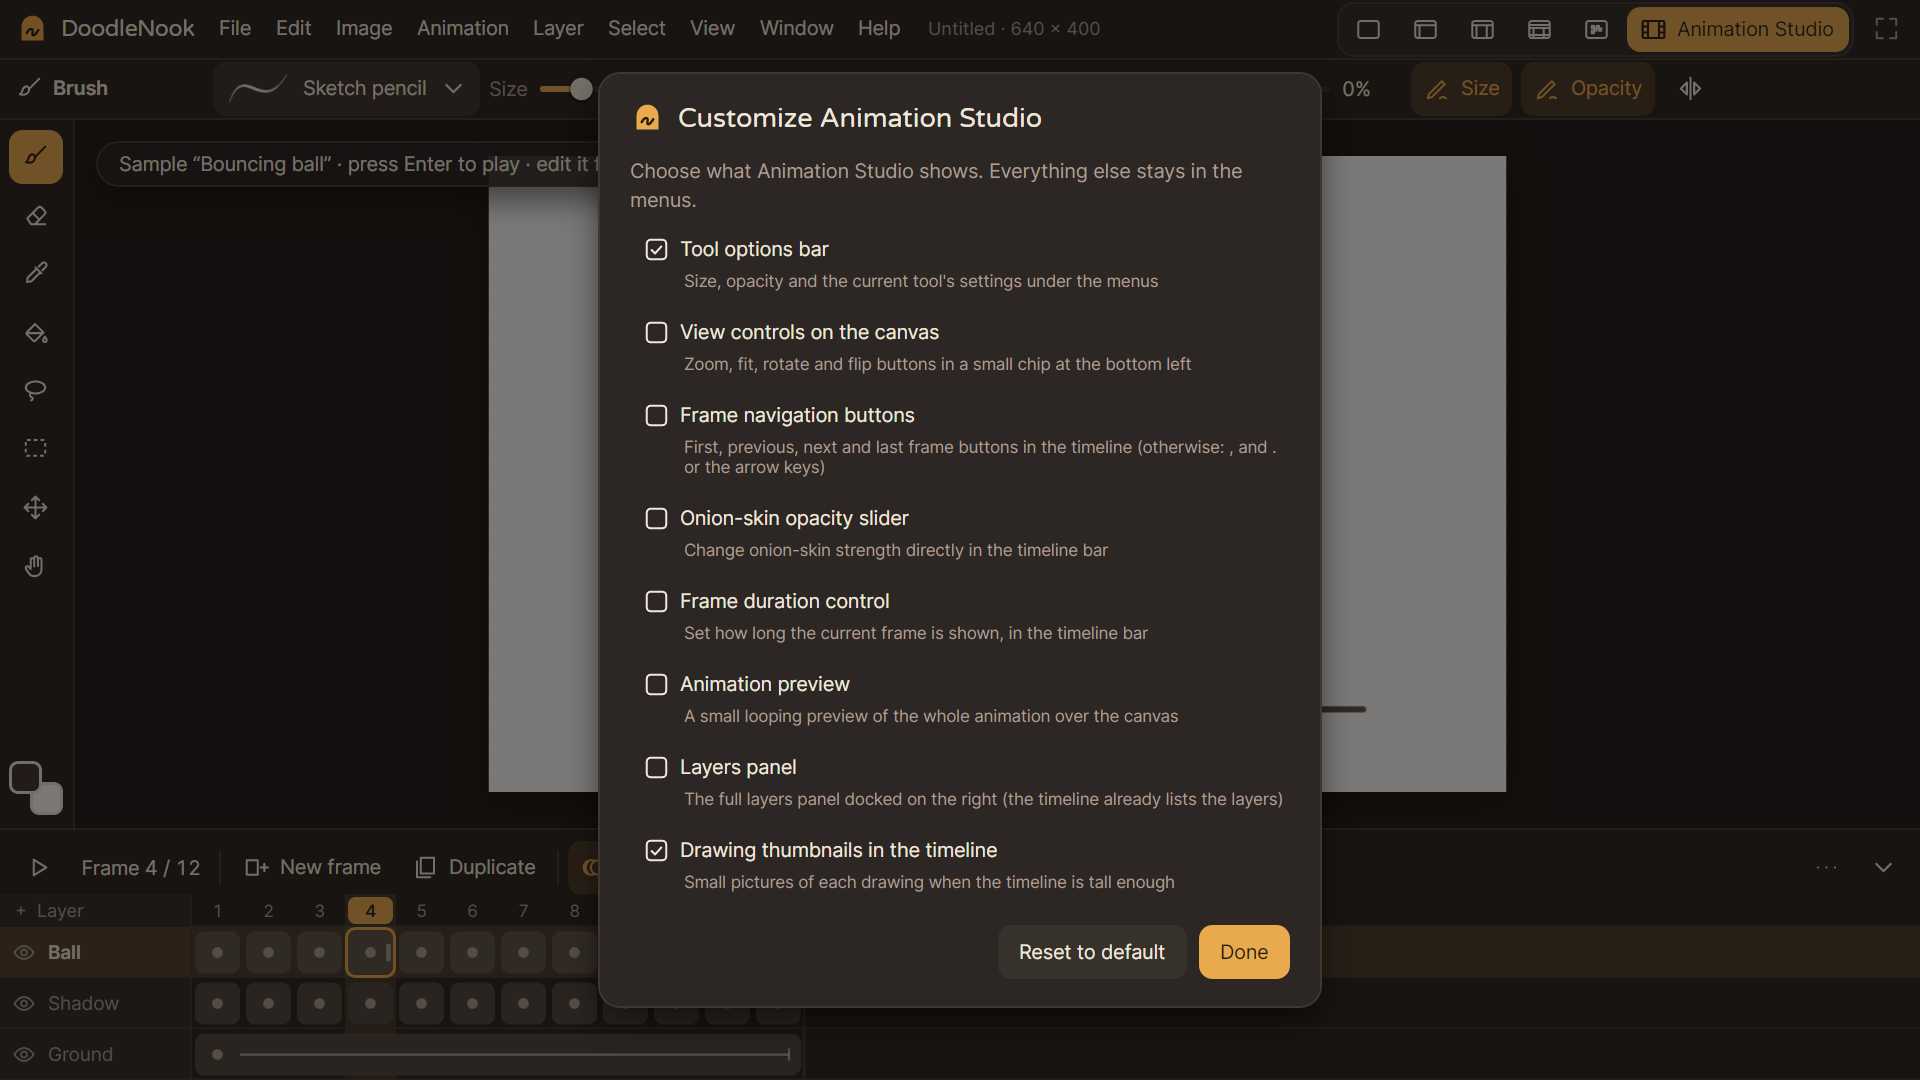 DoodleNook File Edit Image Animation Layer Select View Window Help Untitled · 640 × 400 Animation Studio
Brush Sketch pencil Size 0% Size Opacity
Sample “Bouncing ball” · press Enter to play · edit it
Customize Animation Studio
Choose what Animation Studio shows. Everything else stays in the
menus.
Tool options bar
Size, opacity and the current tool's settings under the menus
View controls on the canvas
Zoom, fit, rotate and flip buttons in a small chip at the bottom left
Frame navigation buttons
First, previous, next and last frame buttons in the timeline (otherwise: , and .
or the arrow keys)
Onion-skin opacity slider
Change onion-skin strength directly in the timeline bar
Frame duration control
Set how long the current frame is shown, in the timeline bar
Animation preview
A small looping preview of the whole animation over the canvas
Layers panel
The full layers panel docked on the right (the timeline already lists the layers)
Drawing thumbnails in the timeline
Small pictures of each drawing when the timeline is tall enough
Reset to default Done
Frame 4 / 12 New frame Duplicate ...
+ Layer 1 2 3 4 5 6 7 8
Ball
Shadow
Ground